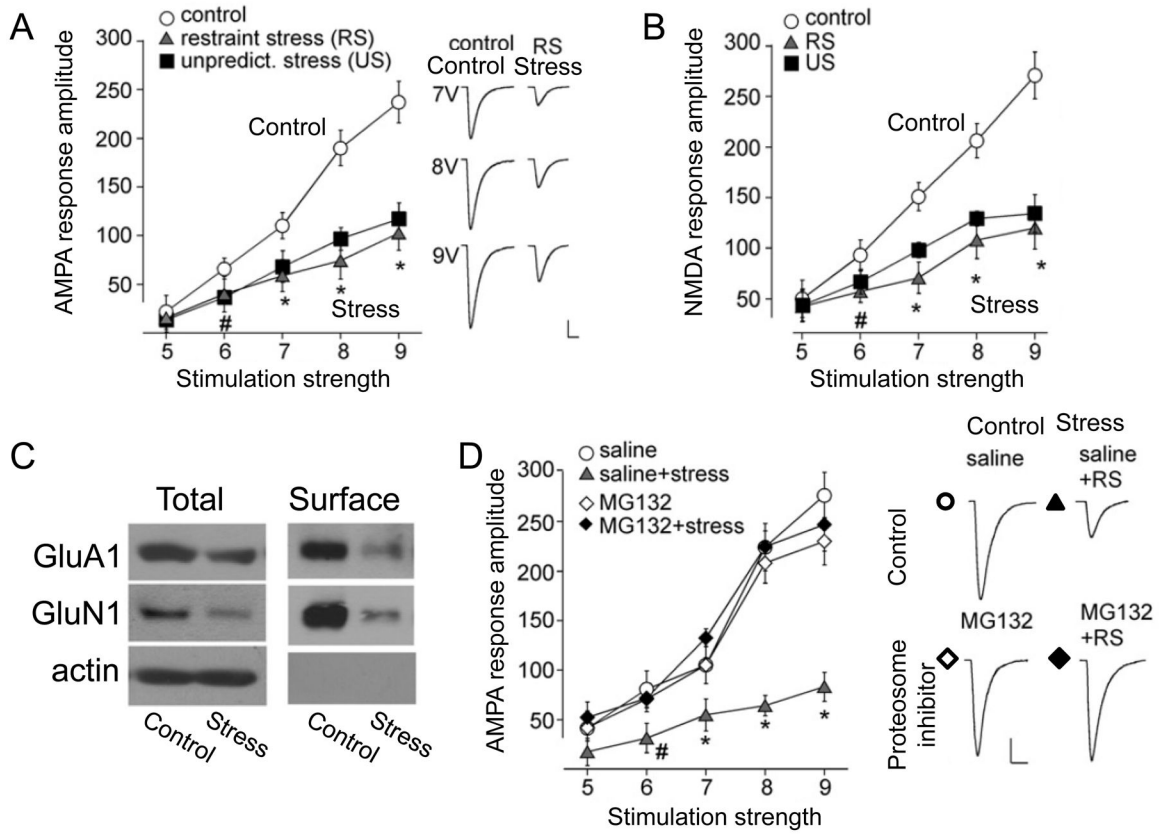 A
control
restraint stress (RS)
unpredict. stress (US)
AMPA response amplitude
300
250
200
150
100
50
Control
Stress
#
*
*
*
5 6 7 8 9
Stimulation strength
control RS
Control Stress
7V
8V
9V
B
control
RS
US
NMDA response amplitude
300
250
200
150
100
50
Control
Stress
#
*
*
*
5 6 7 8 9
Stimulation strength
C
Total Surface
GluA1
GluN1
actin
Control Stress Control Stress
D
saline
saline+stress
MG132
MG132+stress
AMPA response amplitude
300
250
200
150
100
50
#
*
*
*
5 6 7 8 9
Stimulation strength
Control Stress
saline saline
+RS
Control
MG132 MG132
+RS
Proteosome
inhibitor